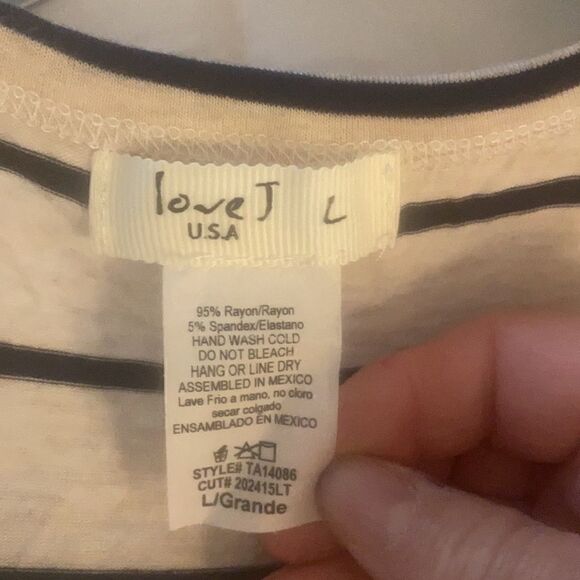 love J L
U.S.A
95% Rayon/Rayon
5% Spandex/Elastano
HAND WASH COLD
DO NOT BLEACH
HANG OR LINE DRY
ASSEMBLED IN MEXICO
Lave Frio a mano, no cloro
secar colgado
ENSAMBLADO EN MEXICO
STYLE# TA14086
CUT# 202415LT
L/Grande